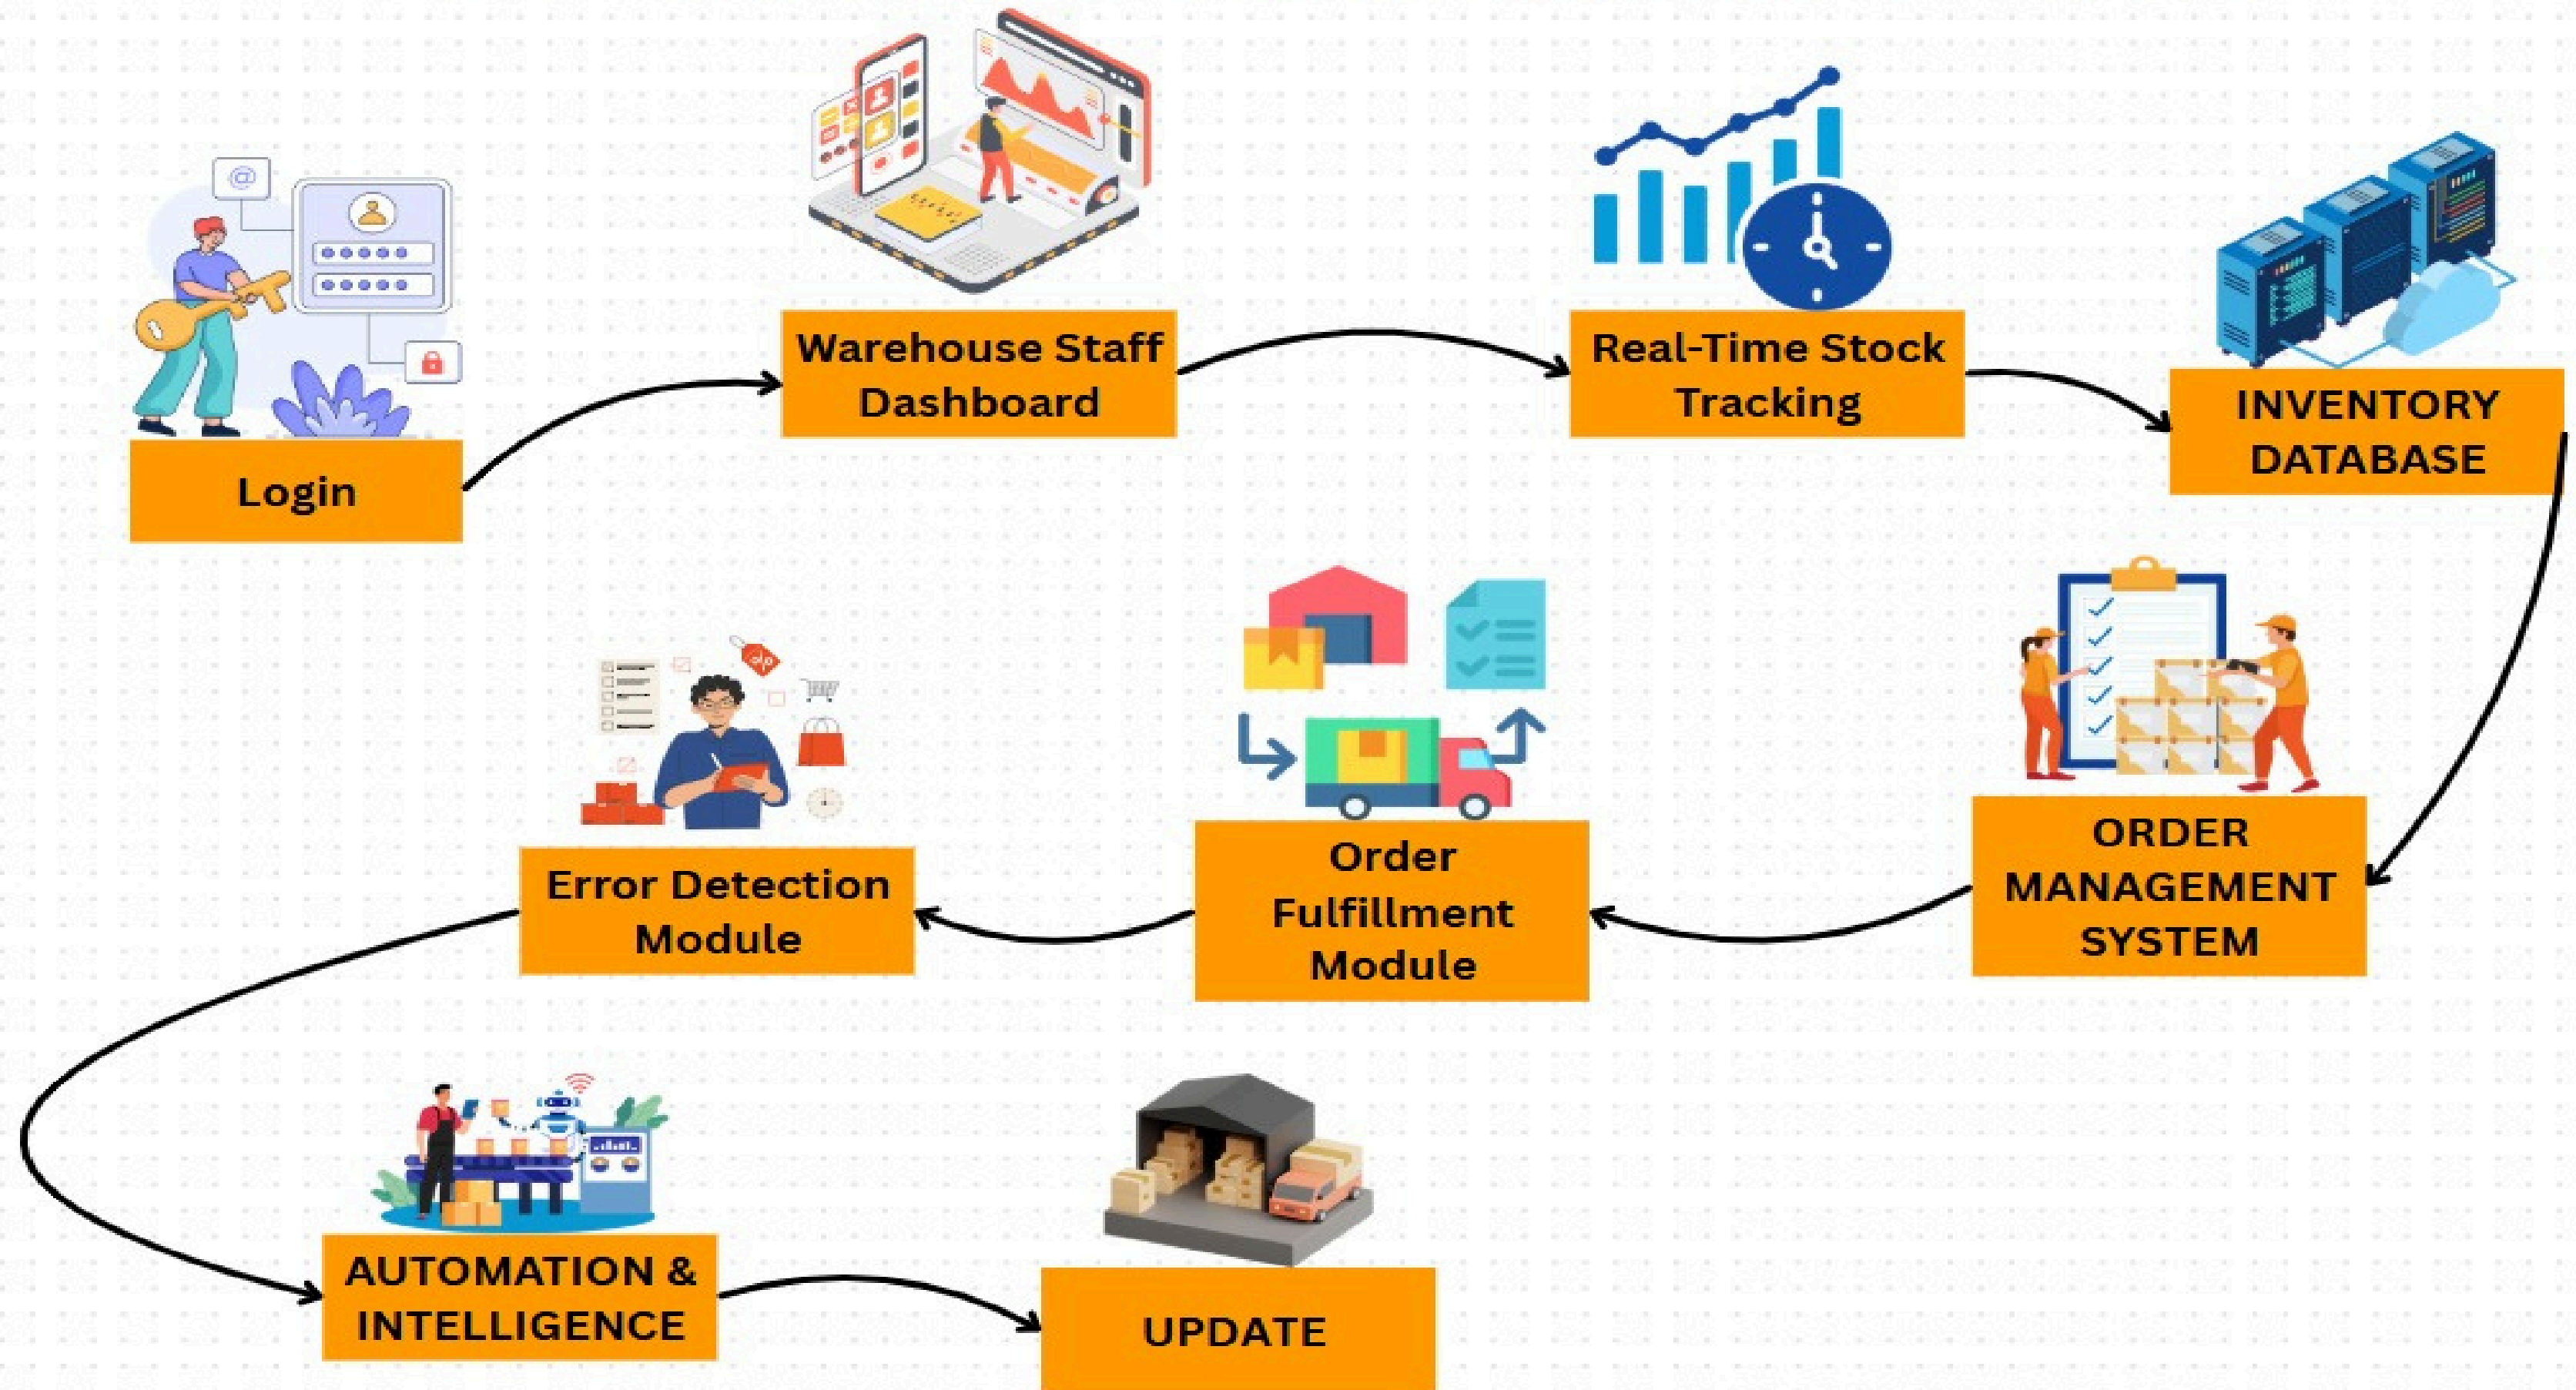 Login
Warehouse Staff
Dashboard
Real-Time Stock
Tracking
INVENTORY
DATABASE
ORDER
MANAGEMENT
SYSTEM
Order
Fulfillment
Module
Error Detection
Module
AUTOMATION &
INTELLIGENCE
UPDATE